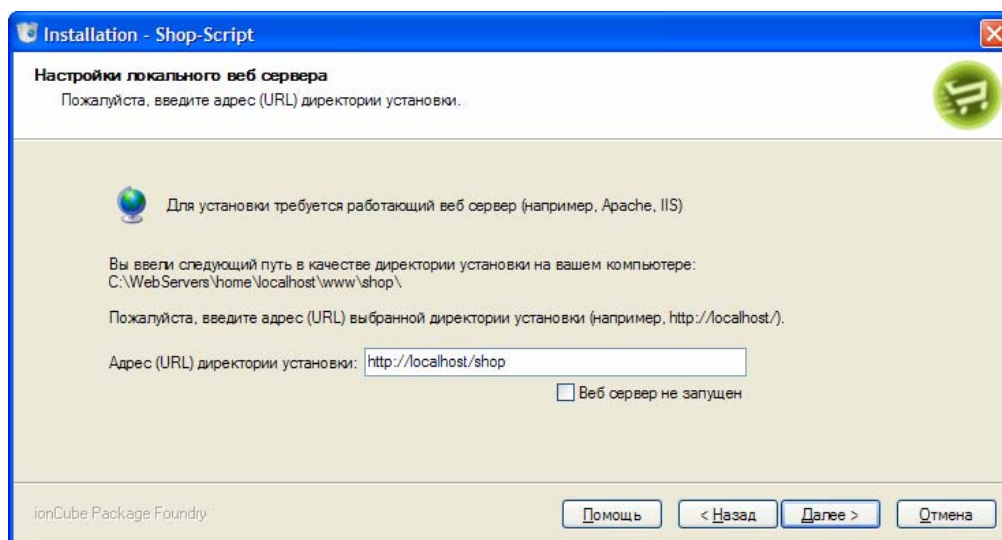 Installation - Shop-Script
Настройки локального веб сервера
Пожалуйста, введите адрес (URL) директории установки.
Для установки требуется работающий веб сервер (например, Apache, IIS)
Вы ввели следующий путь в качестве директории установки на вашем компьютере:
C:\WebServers\home\localhost\www\shop\
Пожалуйста, введите адрес (URL) выбранной директории установки (например, http://localhost/).
Адрес (URL) директории установки: http://localhost/shop
Веб сервер не запущен
ionCube Package Foundry
Помощь < Назад Далее > Отмена